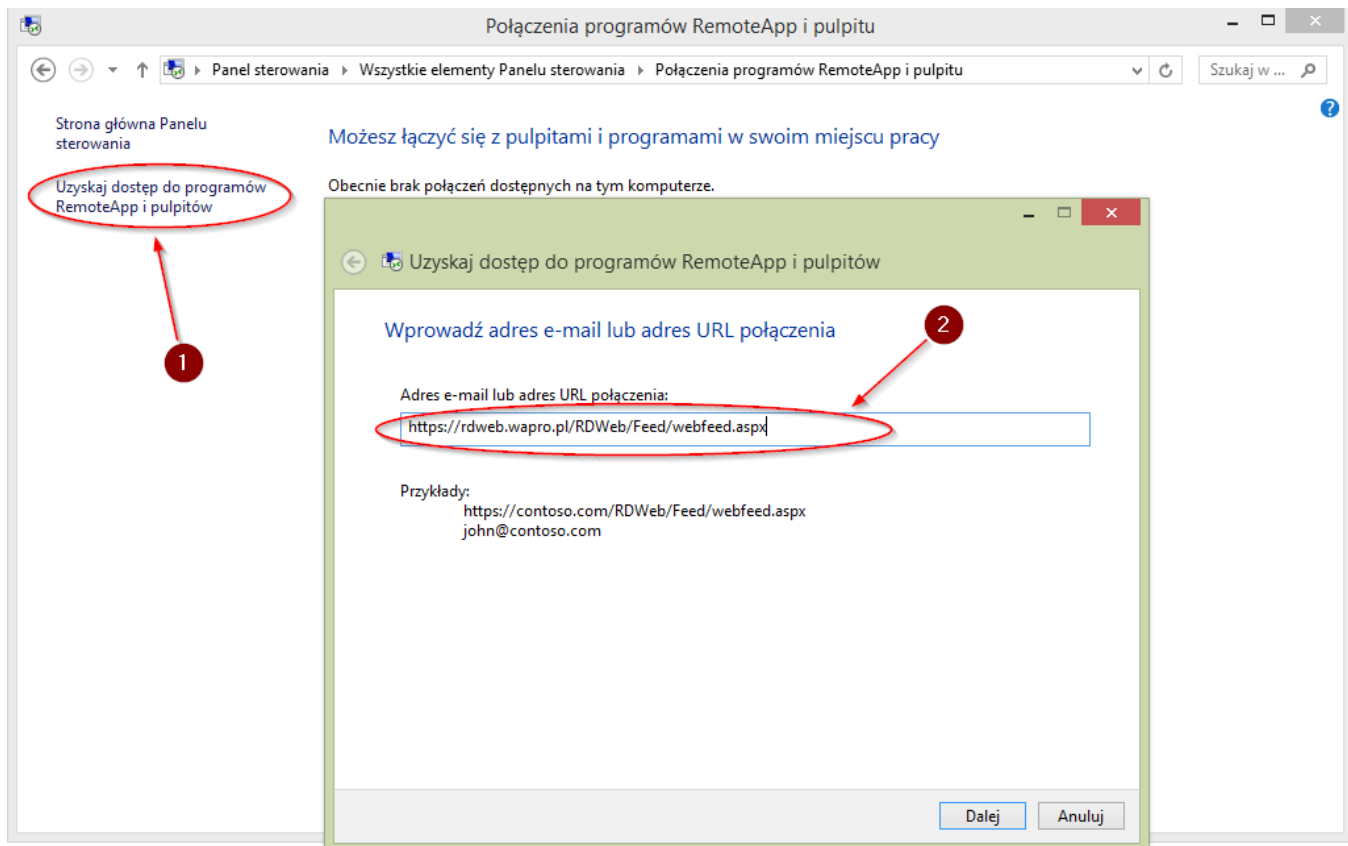 Połączenia programów RemoteApp i pulpitu
Panel sterowania Wszystkie elementy Panelu sterowania Połączenia programów RemoteApp i pulpitu
Szukaj w ...
Strona główna Panelu
sterowania
Uzyskaj dostęp do programów
RemoteApp i pulpitów
1
Możesz łączyć się z pulpitami i programami w swoim miejscu pracy
Obecnie brak połączeń dostępnych na tym komputerze.
Uzyskaj dostęp do programów RemoteApp i pulpitów
Wprowadź adres e-mail lub adres URL połączenia
2
Adres e-mail lub adres URL połączenia:
https://rdweb.wapro.pl/RDWeb/Feed/webfeed.aspx
Przykłady:
https://contoso.com/RDWeb/Feed/webfeed.aspx
john@contoso.com
Dalej
Anuluj